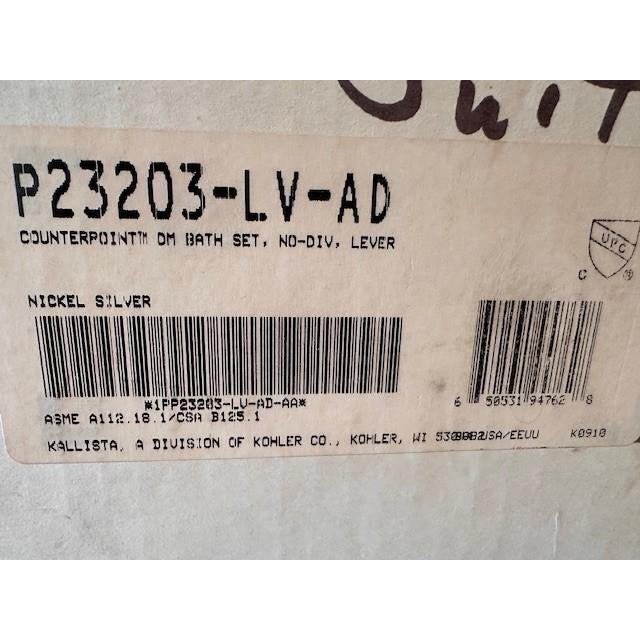 P23203-LV-AD
COUNTERPOINT™ DM BATH SET, NO-DIV, LEVER
UPC
C ®
NICKEL SILVER
*1PP23203-LV-AD-AA*
6 50531 94762 8
ASME A112.18.1/CSA B125.1
KALLISTA, A DIVISION OF KOHLER CO., KOHLER, WI USA/EEUU K0910